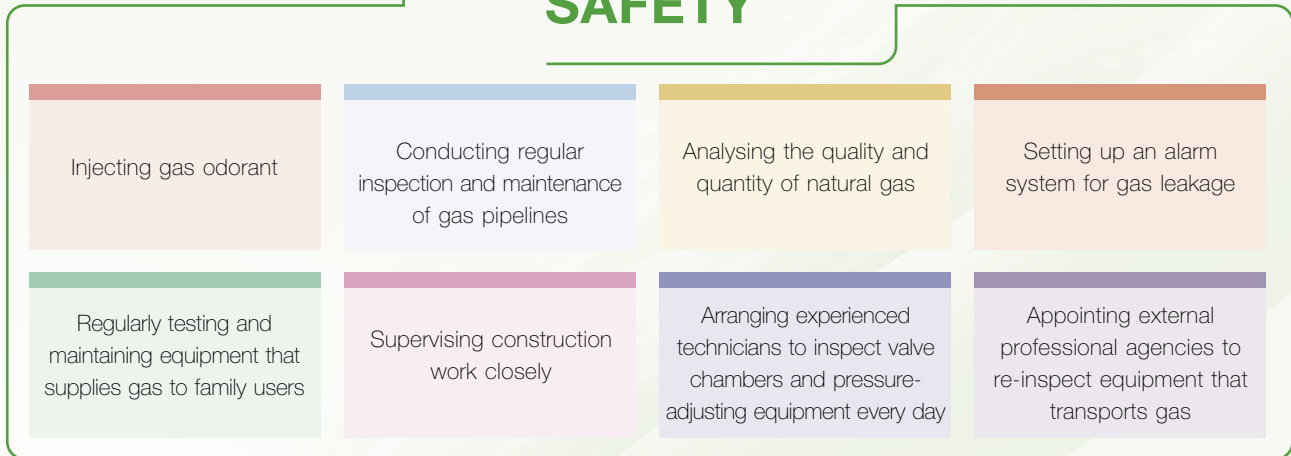 SAFETY
Injecting gas odorant
Conducting regular
inspection and maintenance
of gas pipelines
Analysing the quality and
quantity of natural gas
Setting up an alarm
system for gas leakage
Regularly testing and
maintaining equipment that
supplies gas to family users
Supervising construction
work closely
Arranging experienced
technicians to inspect valve
chambers and pressure-
adjusting equipment every day
Appointing external
professional agencies to
re-inspect equipment that
transports gas